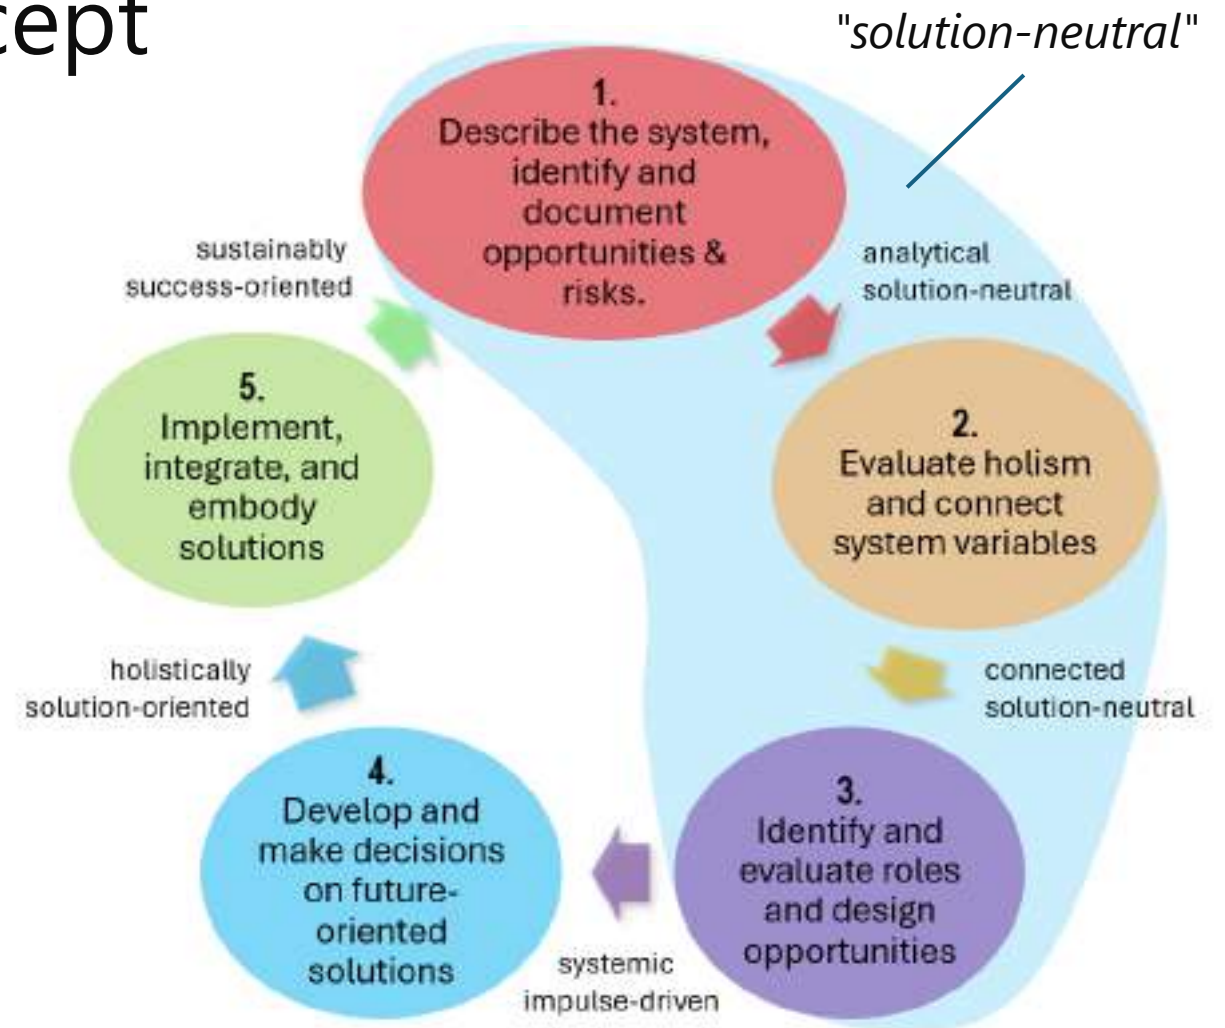 cept
"solution-neutral"
1.
Describe the system,
identify and
document
opportunities &
risks.
analytical
solution-neutral
2.
Evaluate holism
and connect
system variables
connected
solution-neutral
3.
Identify and
evaluate roles
and design
opportunities
systemic
impulse-driven
4.
Develop and
make decisions
on future-
oriented
solutions
holistically
solution-oriented
5.
Implement,
integrate, and
embody
solutions
sustainably
success-oriented